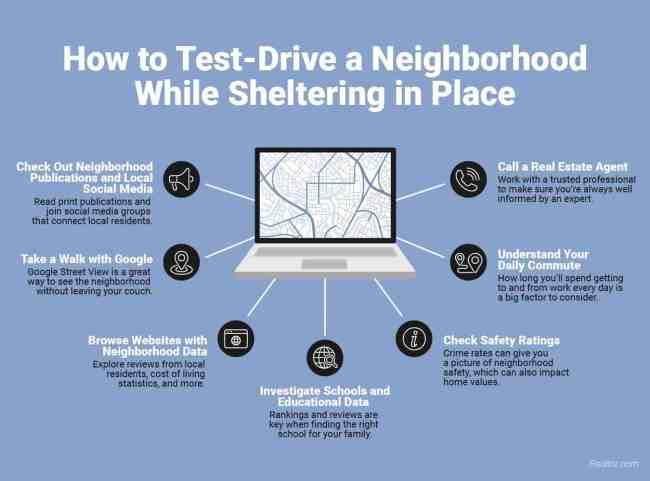 How to Test-Drive a Neighborhood
While Sheltering in Place
Check Out Neighborhood
Publications and Local
Social Media
Read print publications and
join social media groups
that connect local residents.
Call a Real Estate Agent
Work with a trusted professional
to make sure you're always well
informed by an expert.
Take a Walk with Google
Google Street View is a great
way to see the neighborhood
without leaving your couch.
Understand Your
Daily Commute
How long you'll spend getting
to and from work every day is
a big factor to consider.
Browse Websites with
Neighborhood Data
Explore reviews from local
residents, cost of living
statistics, and more.
Check Safety Ratings
Crime rates can give you
a picture of neighborhood
safety, which can also impact
home values.
Investigate Schools and
Educational Data
Rankings and reviews are
key when finding the right
school for your family.
Realtor.com